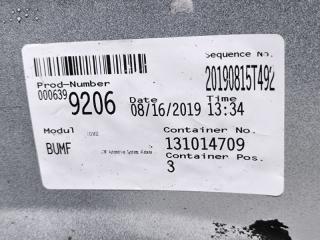 Sequence No.
Prod-Number 20190815T492
000639 9206 Date Time
08/16/2019 13:34
Modul Container No.
BUMF 131014709
Container Pos.
3